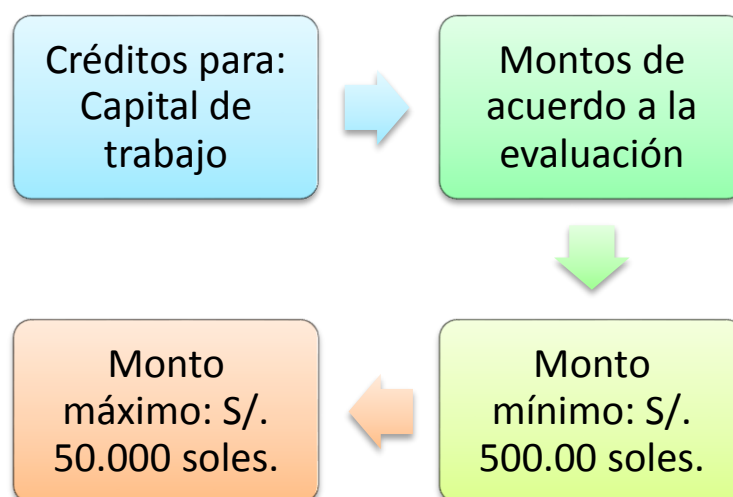 Créditos para:
Capital de
trabajo
Montos de
acuerdo a la
evaluación
Monto
mínimo: S/.
500.00 soles.
Monto
máximo: S/.
50.000 soles.